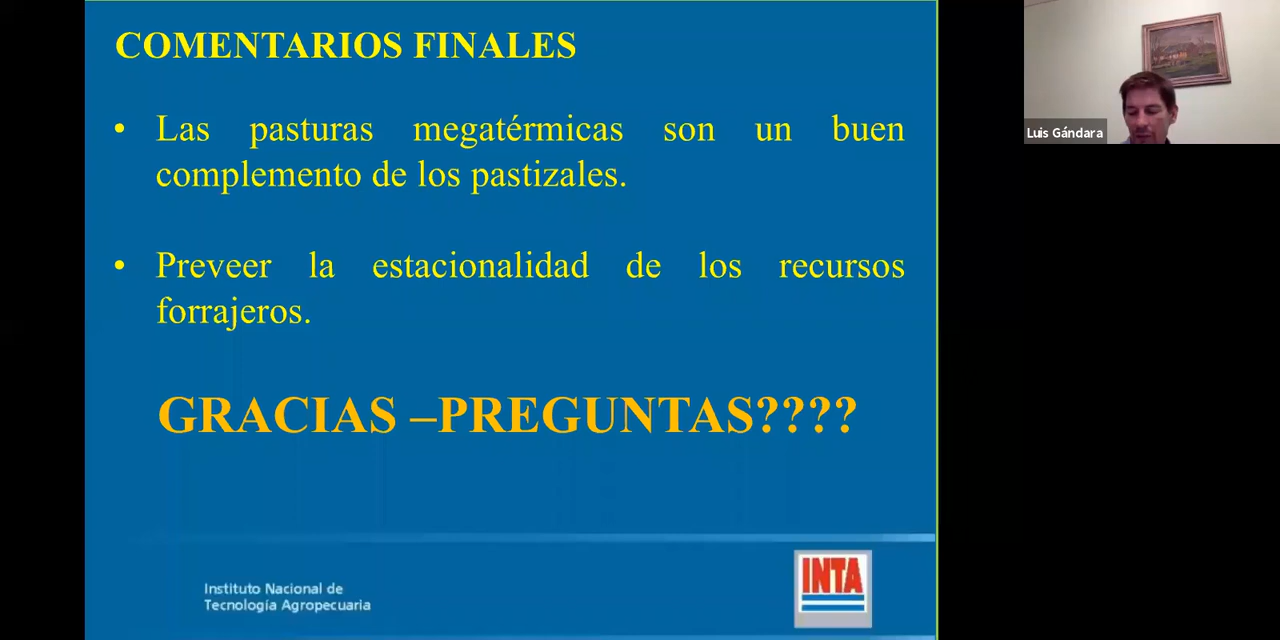 COMENTARIOS FINALES
• Las pasturas megatérmicas son un buen
complemento de los pastizales.
• Preveer la estacionalidad de los recursos
forrajeros.
GRACIAS –PREGUNTAS????
Instituto Nacional de
Tecnología Agropecuaria
INTA
Luis Gándara